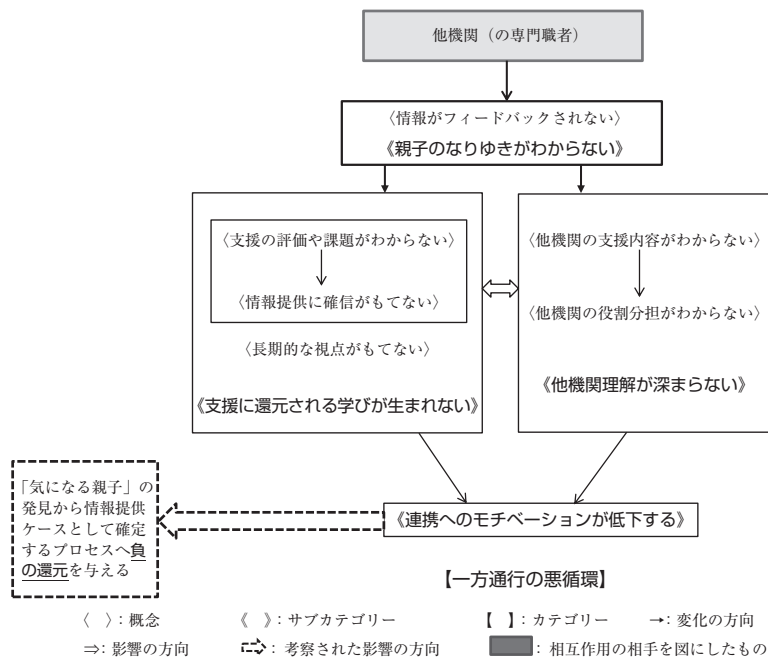 他機関（の専門職者）
〈情報がフィードバックされない〉
《親子のなりゆきがわからない》
〈支援の評価や課題がわからない〉
〈情報提供に確信がもてない〉
〈長期的な視点がもてない〉
《支援に還元される学びが生まれない》
〈他機関の支援内容がわからない〉
〈他機関の役割分担がわからない〉
《他機関理解が深まらない》
「気になる親子」の
発見から情報提供
ケースとして確定
するプロセスへ負
の還元を与える
《連携へのモチベーションが低下する》
【一方通行の悪循環】
〈　〉：概念　《　》：サブカテゴリー　【　】：カテゴリー　→：変化の方向
⇒：影響の方向　⇨：考察された影響の方向　：相互作用の相手を図にしたもの